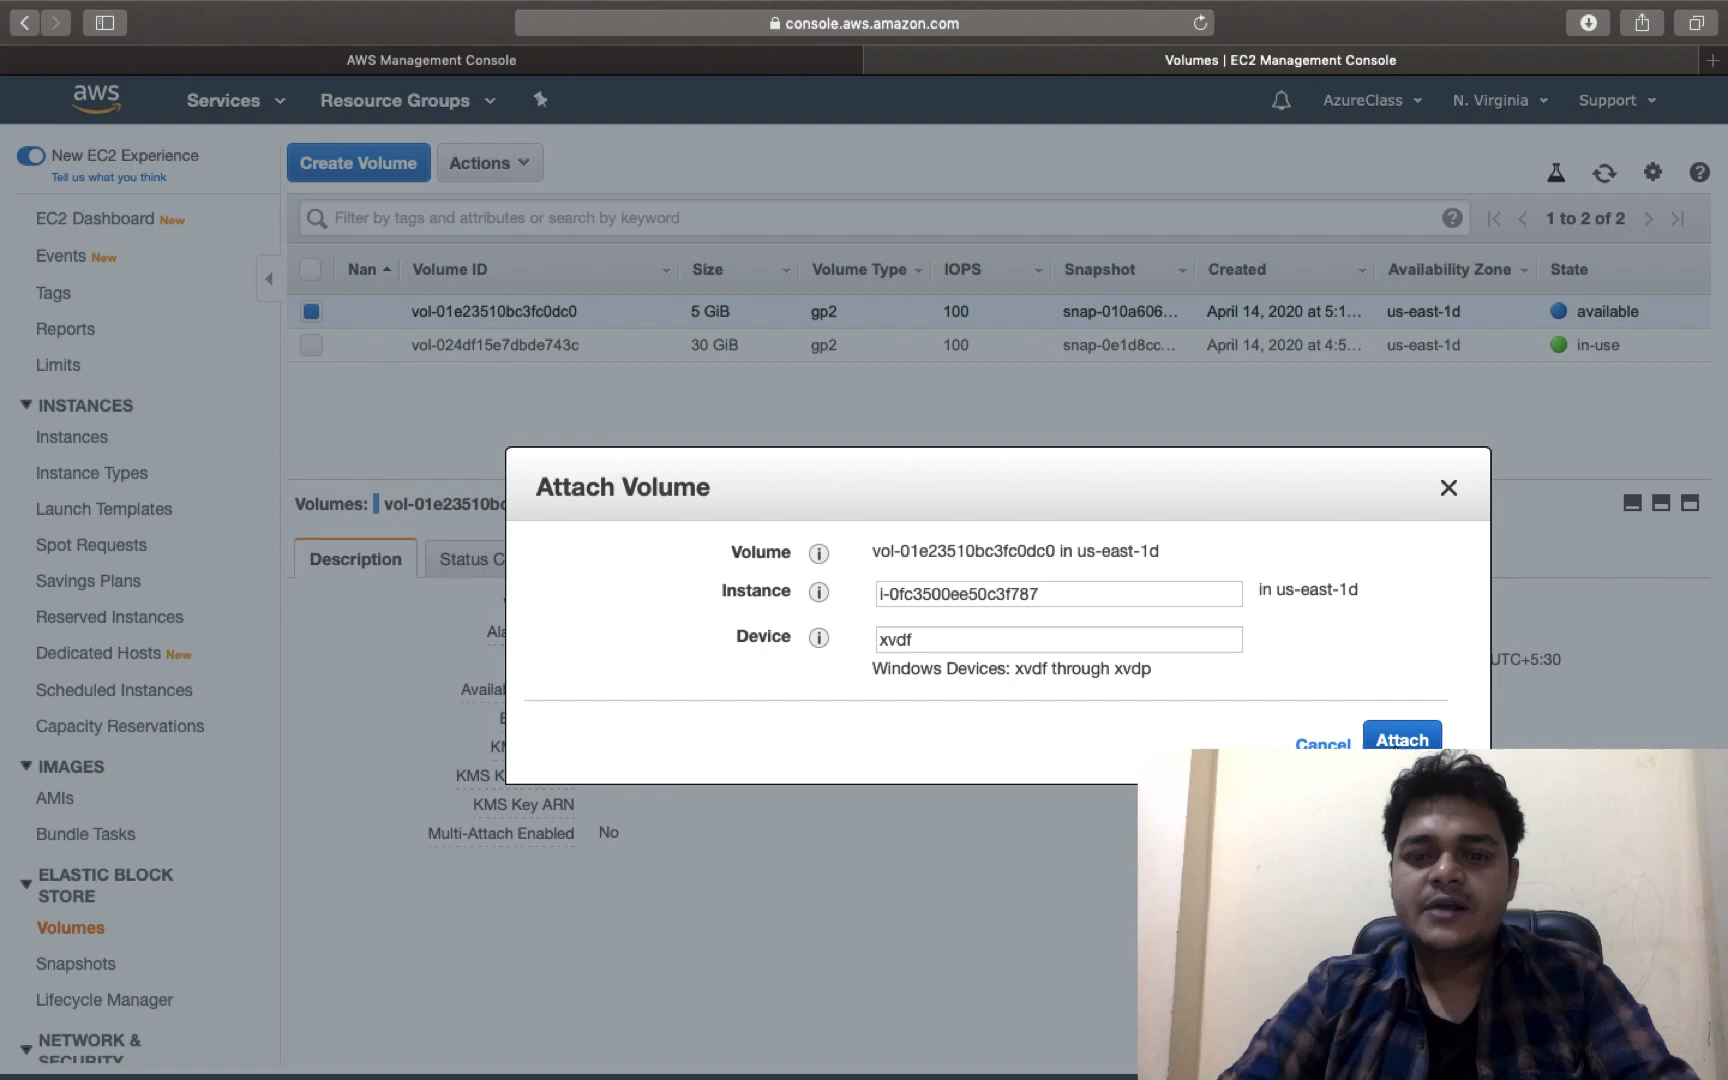 console.aws.amazon.com
AWS Management Console
Volumes | EC2 Management Console
aws
Services
Resource Groups
AzureClass
N. Virginia
Support
New EC2 Experience
Tell us what you think
Create Volume
Actions
EC2 Dashboard New
Filter by tags and attributes or search by keyword
1 to 2 of 2
Events New
Nan
Volume ID
Size
Volume Type
IOPS
Snapshot
Created
Availability Zone
State
Tags
vol-01e23510bc3fc0dc0
5 GiB
gp2
100
snap-010a606...
April 14, 2020 at 5:1...
us-east-1d
available
Reports
vol-024df15e7dbde743c
30 GiB
gp2
100
snap-0e1d8cc...
April 14, 2020 at 4:5...
us-east-1d
in-use
Limits
INSTANCES
Instances
Instance Types
Launch Templates
Spot Requests
Savings Plans
Reserved Instances
Dedicated Hosts New
Scheduled Instances
Capacity Reservations
IMAGES
AMIs
Bundle Tasks
ELASTIC BLOCK
STORE
Volumes
Snapshots
Lifecycle Manager
NETWORK &
SECURITY
Volumes:
vol-01e23510bc
Description
Status C
Ala
Availal
KM
KMS K
KMS Key ARN
Multi-Attach Enabled
No
UTC+5:30
Attach Volume
Volume
vol-01e23510bc3fc0dc0 in us-east-1d
Instance
i-0fc3500ee50c3f787
in us-east-1d
Device
xvdf
Windows Devices: xvdf through xvdp
Cancel
Attach